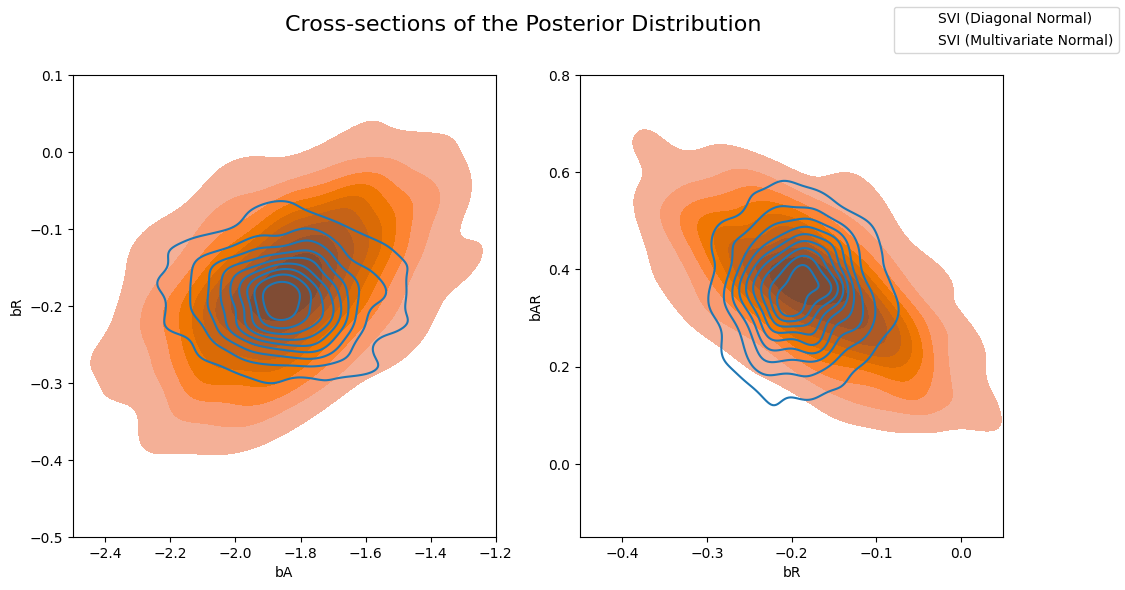 Cross-sections of the Posterior Distribution
SVI (Diagonal Normal)
SVI (Multivariate Normal)
0.1
0.0
−0.1
−0.2
−0.3
−0.4
−0.5
bR
−2.4 −2.2 −2.0 −1.8 −1.6 −1.4 −1.2
bA
0.8
0.6
0.4
0.2
0.0
bAR
−0.4 −0.3 −0.2 −0.1 0.0
bR